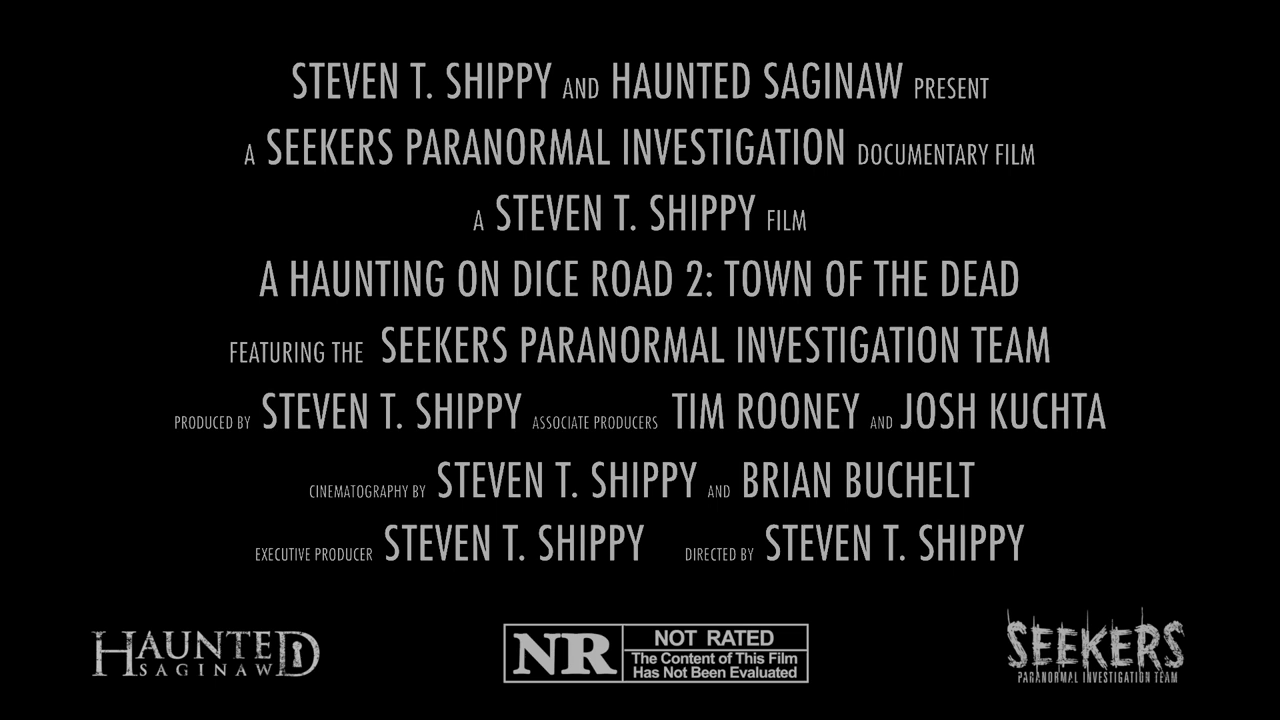 STEVEN T. SHIPPY AND HAUNTED SAGINAW PRESENT
A SEEKERS PARANORMAL INVESTIGATION DOCUMENTARY FILM
A STEVEN T. SHIPPY FILM
A HAUNTING ON DICE ROAD 2: TOWN OF THE DEAD
FEATURING THE SEEKERS PARANORMAL INVESTIGATION TEAM
PRODUCED BY STEVEN T. SHIPPY ASSOCIATE PRODUCERS TIM ROONEY AND JOSH KUCHTA
CINEMATOGRAPHY BY STEVEN T. SHIPPY AND BRIAN BUCHELT
EXECUTIVE PRODUCER STEVEN T. SHIPPY DIRECTED BY STEVEN T. SHIPPY
HAUNTED
SAGINAW
NR
NOT RATED
The Content of This Film
Has Not Been Evaluated
SEEKERS
PARANORMAL INVESTIGATION TEAM